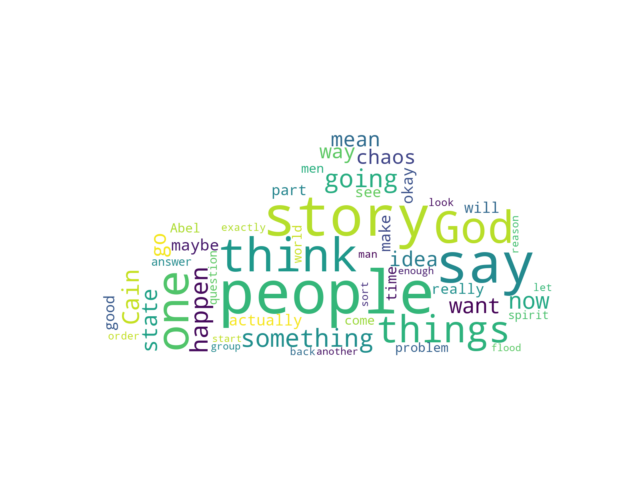 mean
way chaos
men going okay
part see
look
story God will
Abel exactly make reason
go maybe think man say
world
answer question idea enough
people time really let
good Cain state one happen sort want now
spirit
actually come things
order start something problem flood
group back another